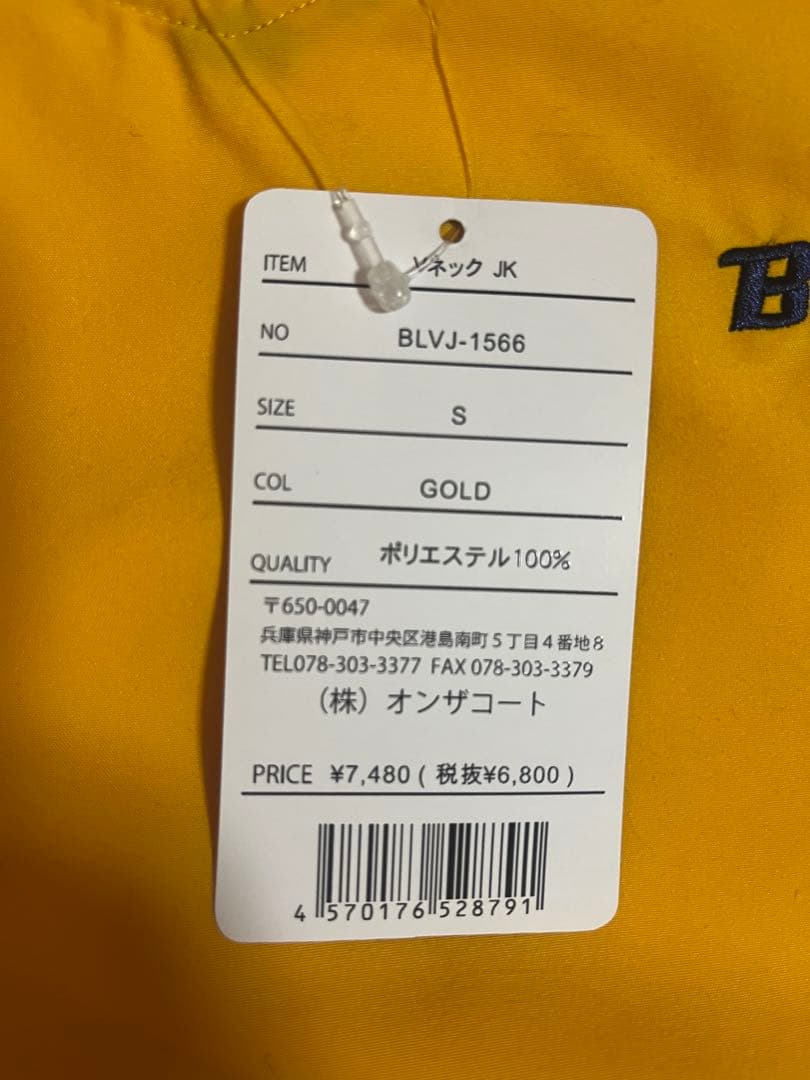 ITEM Vネック JK
NO BLVJ-1566
SIZE S
COL GOLD
QUALITY ポリエステル100%
〒650-0047
兵庫県神戸市中央区港島南町5丁目4番地8
TEL078-303-3377 FAX 078-303-3379
(株)オンザコート
PRICE ¥7,480 ( 税抜¥6,800 )
4 570176 528791
B